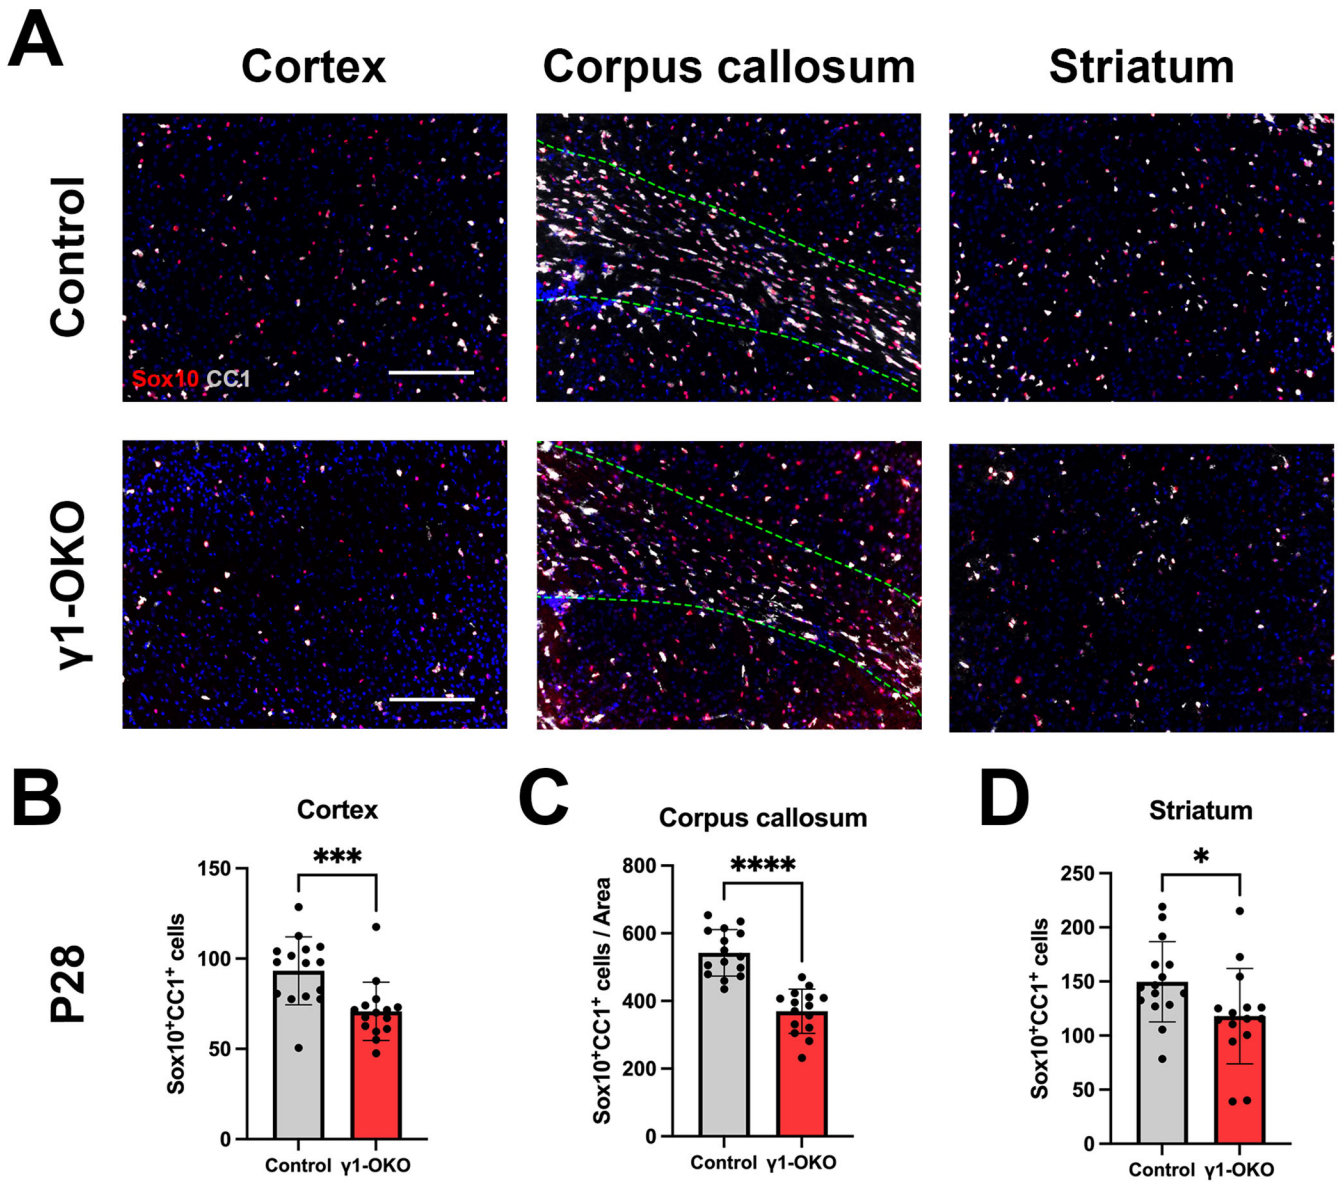 A
Cortex
Corpus callosum
Striatum
Control
Sox10 CC1
γ1-OKO
P28
B
Cortex
***
150
100
50
0
Sox10⁺CC1⁺ cells
Control
γ1-OKO
C
Corpus callosum
****
800
600
400
200
0
Sox10⁺CC1⁺ cells / Area
Control
γ1-OKO
D
Striatum
*
250
200
150
100
50
0
Sox10⁺CC1⁺ cells
Control
γ1-OKO